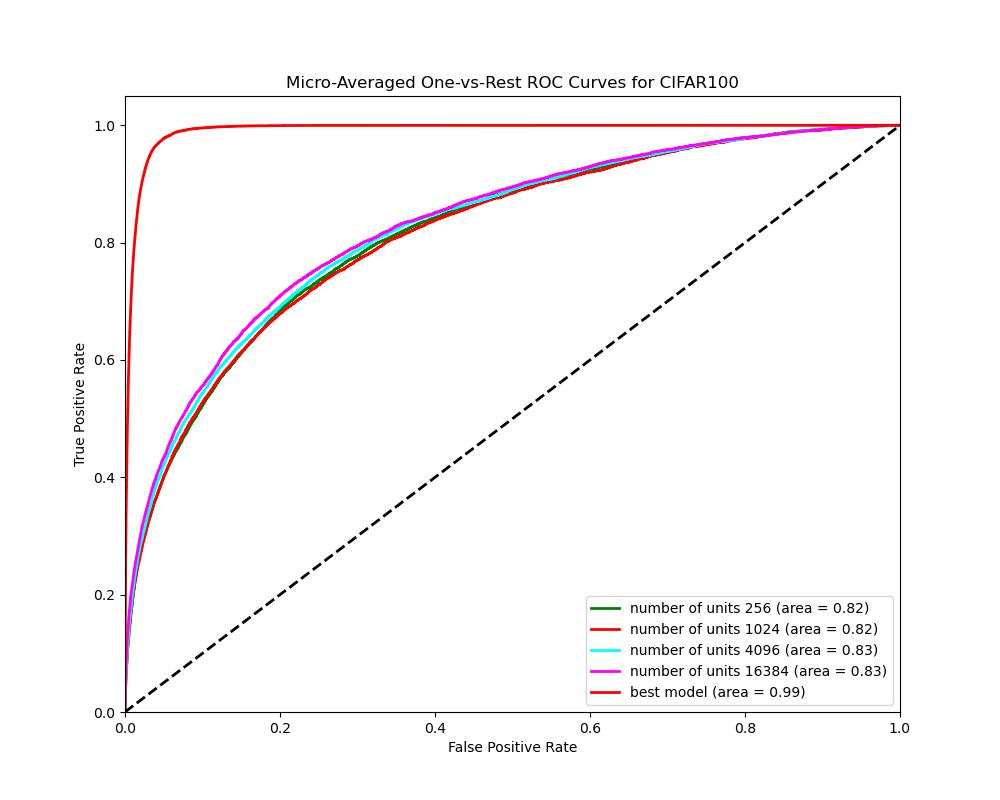 Micro-Averaged One-vs-Rest ROC Curves for CIFAR100
1.0
0.8
0.6
0.4
0.2
0.0
True Positive Rate
number of units 256 (area = 0.82)
number of units 1024 (area = 0.82)
number of units 4096 (area = 0.83)
number of units 16384 (area = 0.83)
best model (area = 0.99)
0.0 0.2 0.4 0.6 0.8 1.0
False Positive Rate